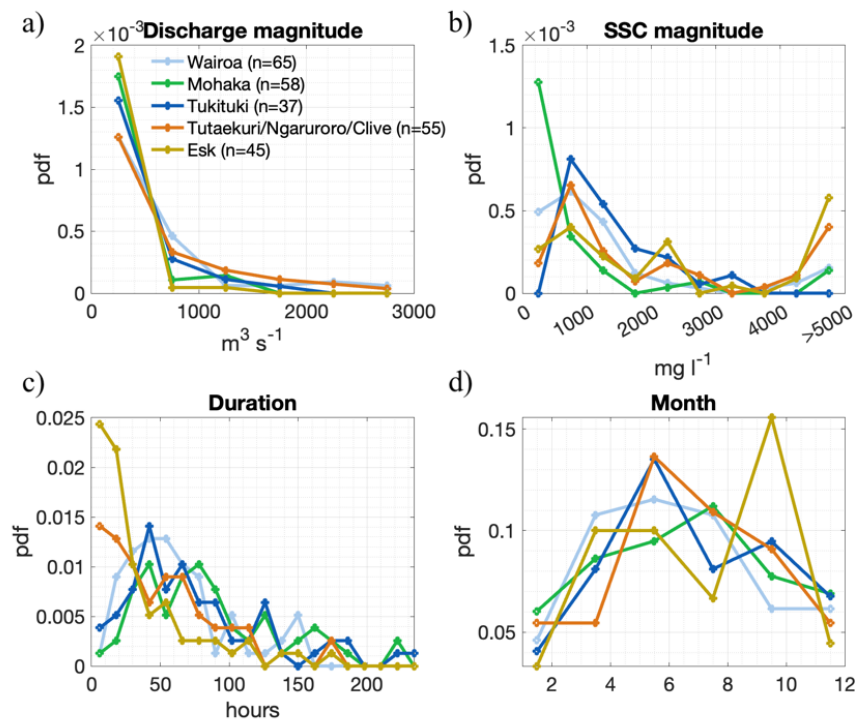 a)
Discharge magnitude
×10⁻³
2
1.5
1
0.5
0
pdf
Wairoa (n=65)
Mohaka (n=58)
Tukituki (n=37)
Tutaekuri/Ngaruroro/Clive (n=55)
Esk (n=45)
0 1000 2000 3000
m³ s⁻¹
b)
SSC magnitude
×10⁻³
1.5
1
0.5
0
pdf
0 1000 2000 3000 4000 >5000
mg l⁻¹
c)
Duration
0.025
0.02
0.015
0.01
0.005
0
pdf
0 50 100 150 200
hours
d)
Month
0.15
0.1
0.05
pdf
2 4 6 8 10 12